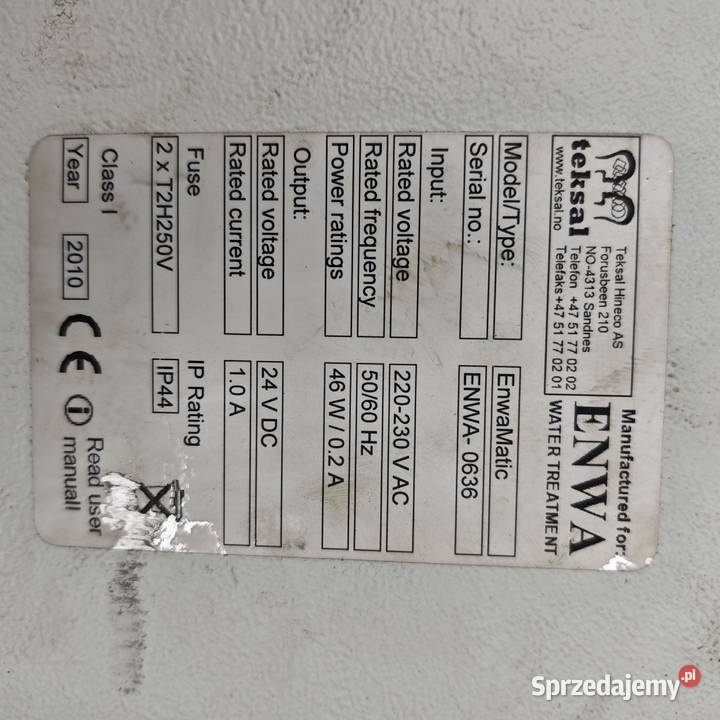 teksal
www.teksal.no
Teksal Hineco AS
Forusbeen 210
NO-4313 Sandnes
Telefon +47 51 77 02 02
Telefaks+47 51 77 02 01
Manufactured for:
ENWA
WATER TREATMENT
Model/Type: EnwaMatic
Serial no.: ENWA- 0636
Input:
Rated voltage 220-230 V AC
Rated frequency 50/60 Hz
Power ratings 46 W / 0.2 A
Output:
Rated voltage 24 V DC
Rated current 1.0 A
Fuse IP Rating
2 x T2H250V IP44
Class I
Year 2010 CE i Read user
manuall
Sprzedajemy.pl